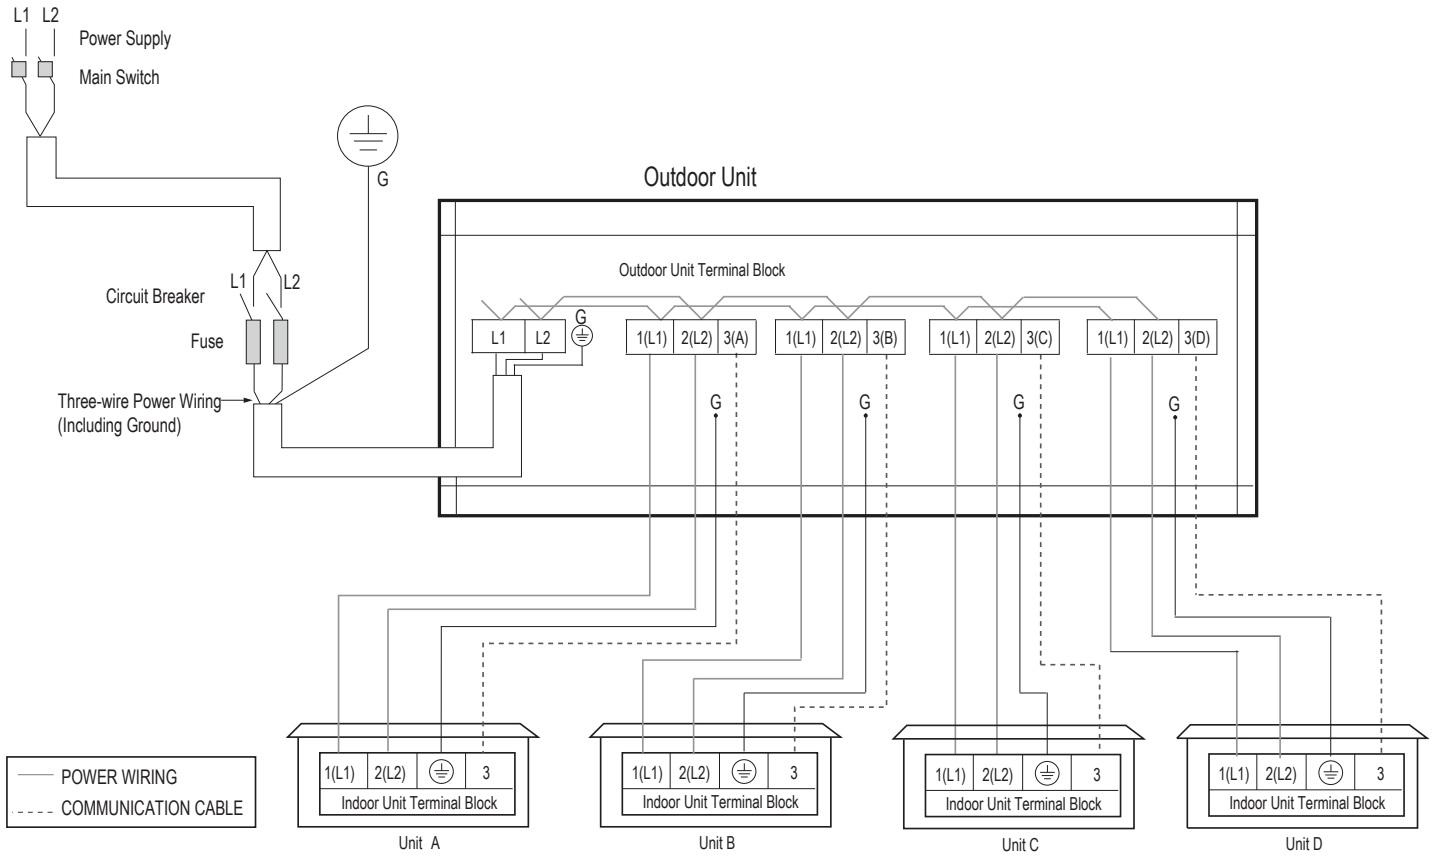 L1 L2
Power Supply
Main Switch
G
Outdoor Unit
Outdoor Unit Terminal Block
L1 L2
Circuit Breaker
Fuse
G
L1 L2
1(L1) 2(L2) 3(A)
1(L1) 2(L2) 3(B)
1(L1) 2(L2) 3(C)
1(L1) 2(L2) 3(D)
Three-wire Power Wiring
(Including Ground)
G G G G
1(L1) 2(L2) 3
Indoor Unit Terminal Block
Unit A
1(L1) 2(L2) 3
Indoor Unit Terminal Block
Unit B
1(L1) 2(L2) 3
Indoor Unit Terminal Block
Unit C
1(L1) 2(L2) 3
Indoor Unit Terminal Block
Unit D
POWER WIRING
COMMUNICATION CABLE